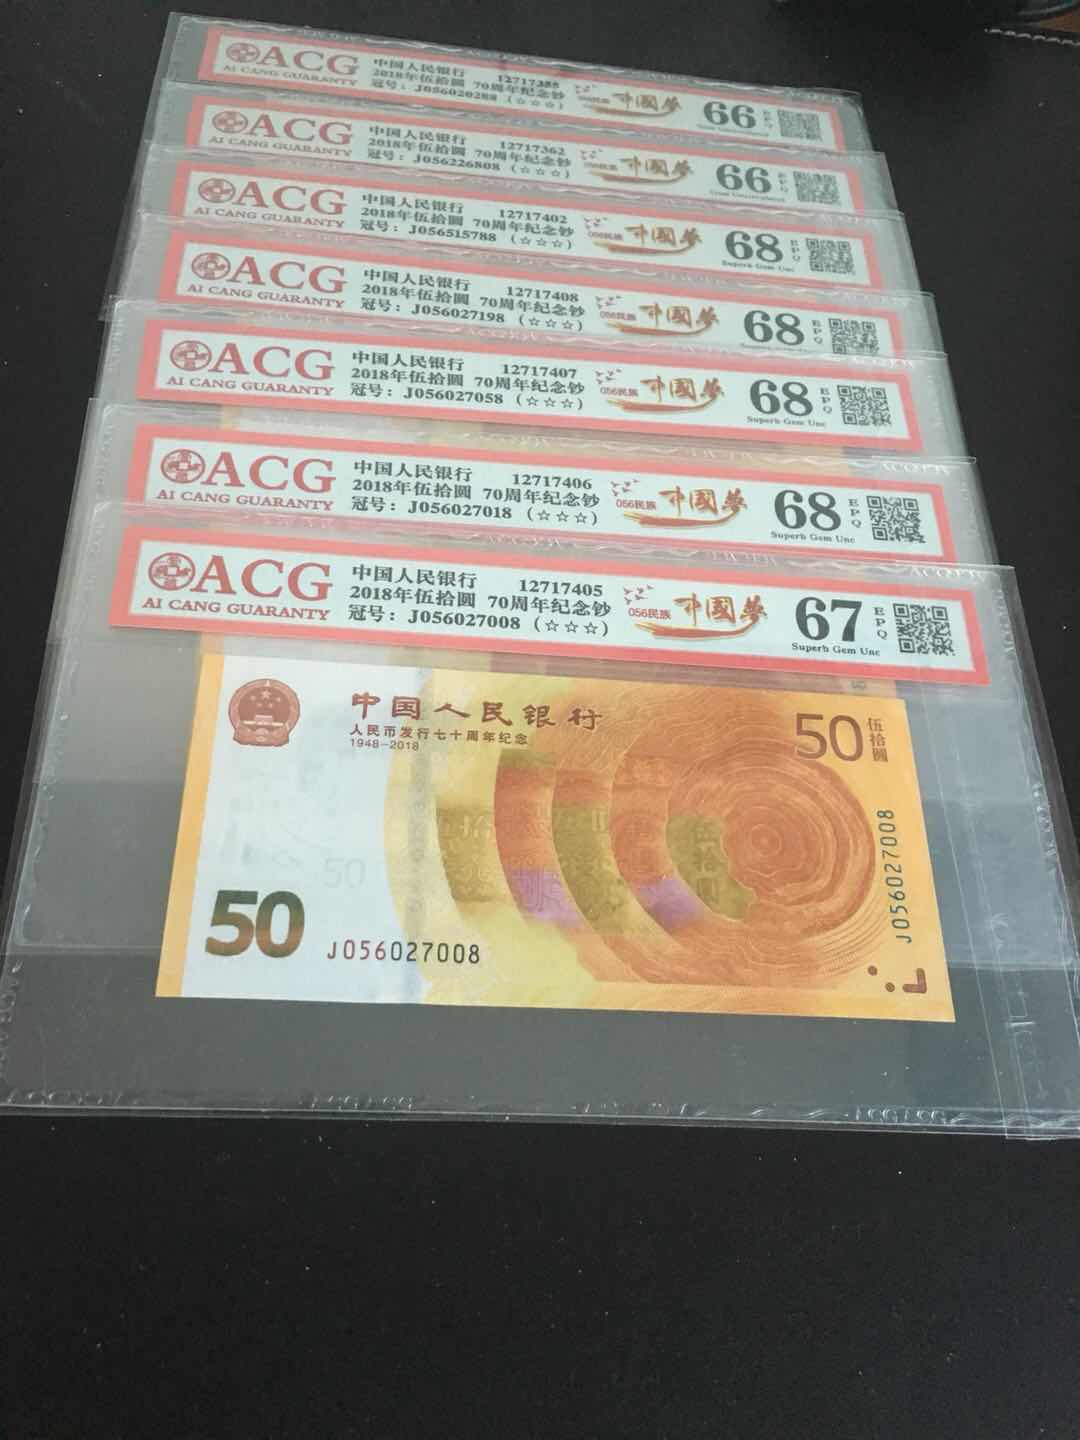 ACG
AI CANG GUARANTY
中国人民银行 12717388
2018年伍拾圆 70周年纪念钞
冠号: J056020288 (☆☆☆)
中國夢
66 EPQ
ACG
AI CANG GUARANTY
中国人民银行 12717362
2018年伍拾圆 70周年纪念钞
冠号: J056226808 (☆☆☆)
中國夢
66 EPQ
ACG
AI CANG GUARANTY
中国人民银行 12717402
2018年伍拾圆 70周年纪念钞
冠号: J056515788 (☆☆☆)
056民族 中國夢
68 EPQ
Superb Gem Unc
ACG
AI CANG GUARANTY
中国人民银行 12717408
2018年伍拾圆 70周年纪念钞
冠号: J056027198 (☆☆☆)
056民族 中國夢
68 EPQ
ACG
AI CANG GUARANTY
中国人民银行 12717407
2018年伍拾圆 70周年纪念钞
冠号: J056027058 (☆☆☆)
056民族 中國夢
68 EPQ
Superb Gem Unc
ACG
AI CANG GUARANTY
中国人民银行 12717406
2018年伍拾圆 70周年纪念钞
冠号: J056027018 (☆☆☆)
056民族 中國夢
68 EPQ
Superb Gem Unc
ACG
AI CANG GUARANTY
中国人民银行 12717405
2018年伍拾圆 70周年纪念钞
冠号: J056027008 (☆☆☆)
056民族 中國夢
67 EPQ
Superb Gem Unc
中国人民银行
人民币发行七十周年纪念
1948-2018
50 伍拾圆
50
50
J056027008
J056027008